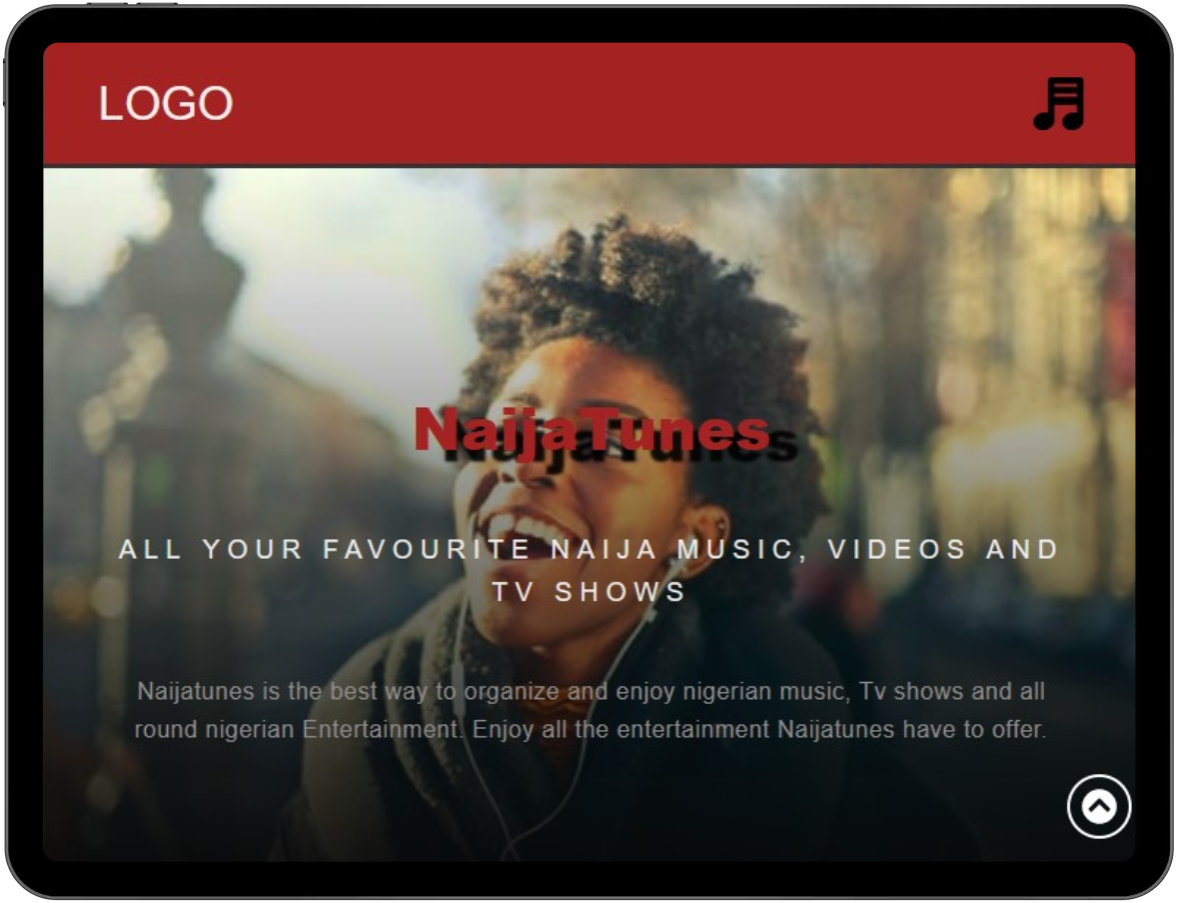 LOGO
NaijaTunes
ALL YOUR FAVOURITE NAIJA MUSIC, VIDEOS AND
TV SHOWS
Naijatunes is the best way to organize and enjoy nigerian music, Tv shows and all
round nigerian Entertainment. Enjoy all the entertainment Naijatunes have to offer.